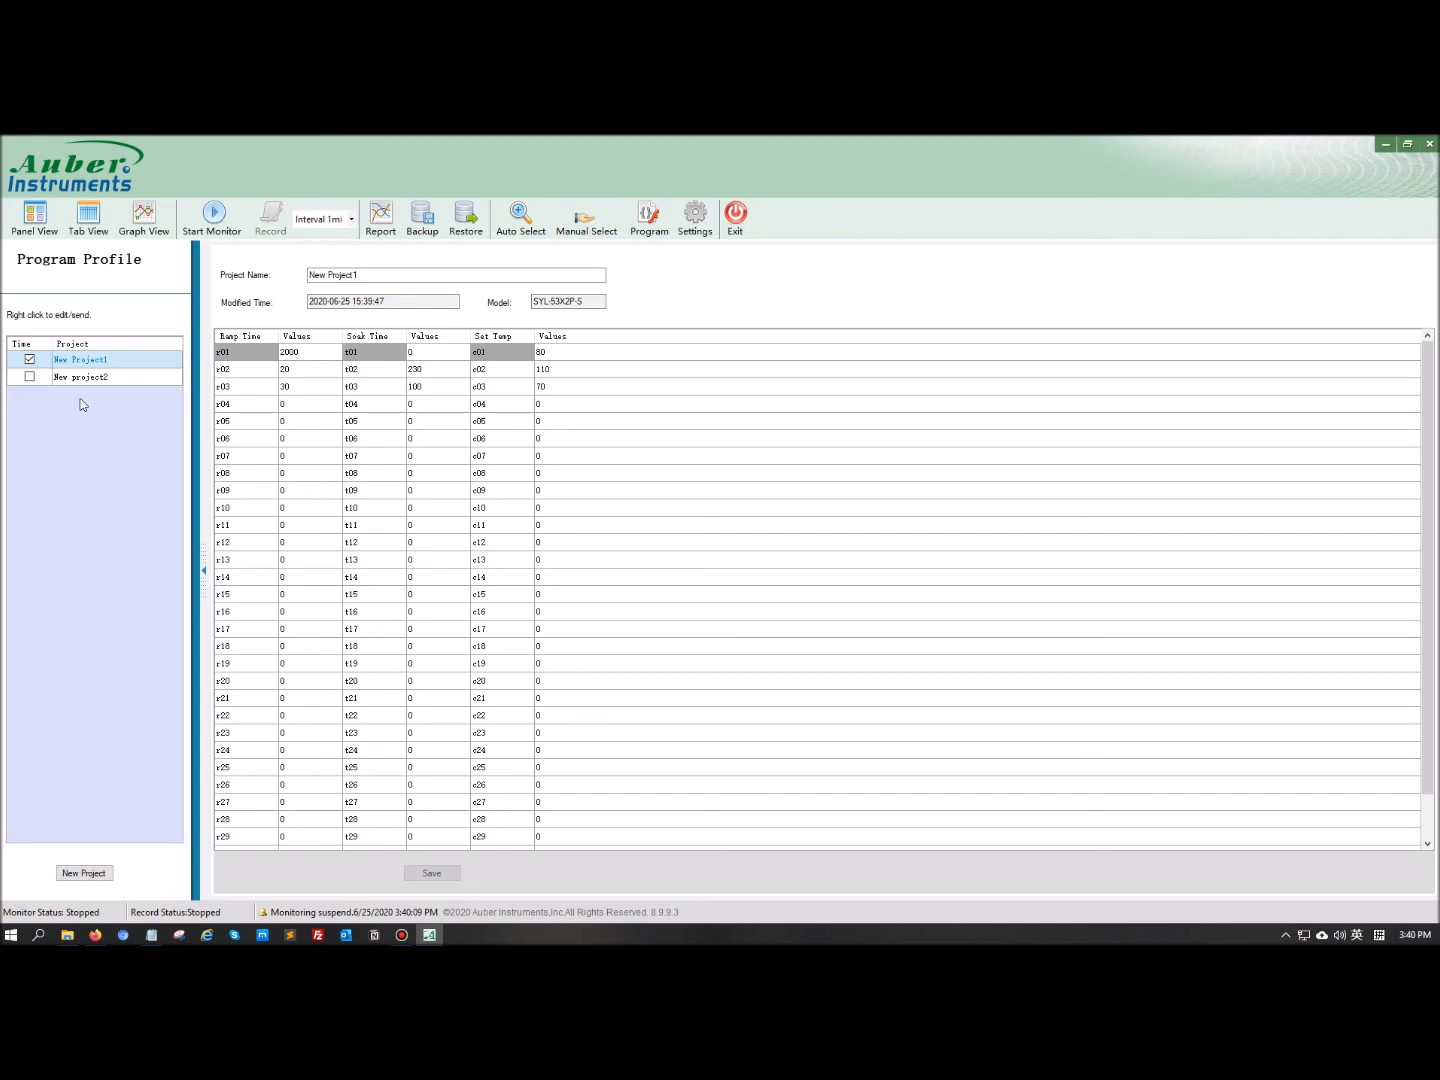 Auber
Instruments
Panel View Tab View Graph View Start Monitor Record Interval 1mi Report Backup Restore Auto Select Manual Select Program Settings Exit
Program Profile
Right click to edit/send.
Time Project
New Project1
New project2
New Project
Project Name: New Project1
Modified Time: 2020-06-25 15:39:47 Model: SYL-53X2P-S
Ramp Time Values Soak Time Values Set Temp Values
r01 2000 t01 0 c01 80
r02 20 t02 230 c02 110
r03 30 t03 100 c03 70
r04 0 t04 0 c04 0
r05 0 t05 0 c05 0
r06 0 t06 0 c06 0
r07 0 t07 0 c07 0
r08 0 t08 0 c08 0
r09 0 t09 0 c09 0
r10 0 t10 0 c10 0
r11 0 t11 0 c11 0
r12 0 t12 0 c12 0
r13 0 t13 0 c13 0
r14 0 t14 0 c14 0
r15 0 t15 0 c15 0
r16 0 t16 0 c16 0
r17 0 t17 0 c17 0
r18 0 t18 0 c18 0
r19 0 t19 0 c19 0
r20 0 t20 0 c20 0
r21 0 t21 0 c21 0
r22 0 t22 0 c22 0
r23 0 t23 0 c23 0
r24 0 t24 0 c24 0
r25 0 t25 0 c25 0
r26 0 t26 0 c26 0
r27 0 t27 0 c27 0
r28 0 t28 0 c28 0
r29 0 t29 0 c29 0
Save
Monitor Status: Stopped Record Status:Stopped Monitoring suspend.6/25/2020 3:40:09 PM ©2020 Auber Instruments,Inc.All Rights Reserved. 8.9.9.3
英 3:40 PM